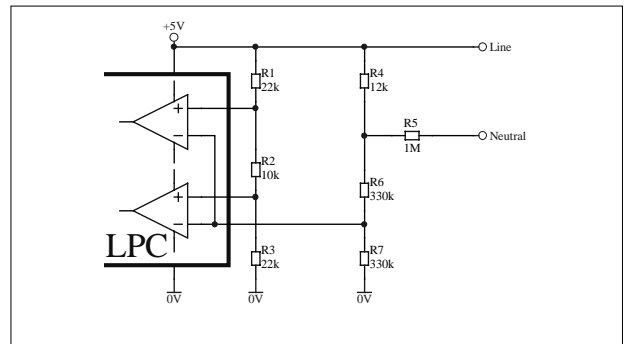 +5V
Line
R1
22k
R4
12k
+
−
R5
1M
Neutral
R2
10k
R6
330k
+
−
LPC
R3
22k
R7
330k
0V
0V
0V